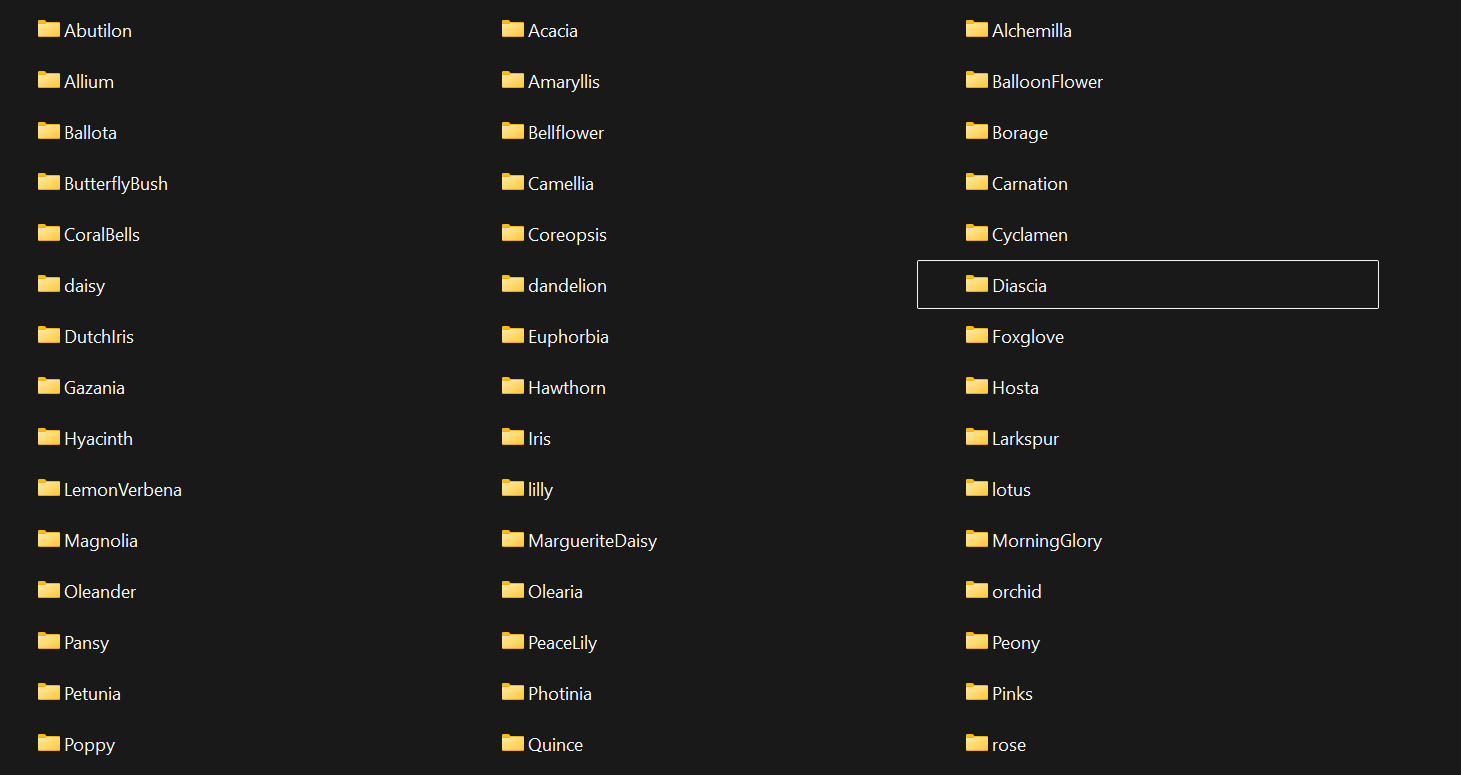 Abutilon Acacia Alchemilla
Allium Amaryllis BalloonFlower
Ballota Bellflower Borage
ButterflyBush Camellia Carnation
CoralBells Coreopsis Cyclamen
daisy dandelion Diascia
DutchIris Euphorbia Foxglove
Gazania Hawthorn Hosta
Hyacinth Iris Larkspur
LemonVerbena lilly lotus
Magnolia MargueriteDaisy MorningGlory
Oleander Olearia orchid
Pansy PeaceLily Peony
Petunia Photinia Pinks
Poppy Quince rose